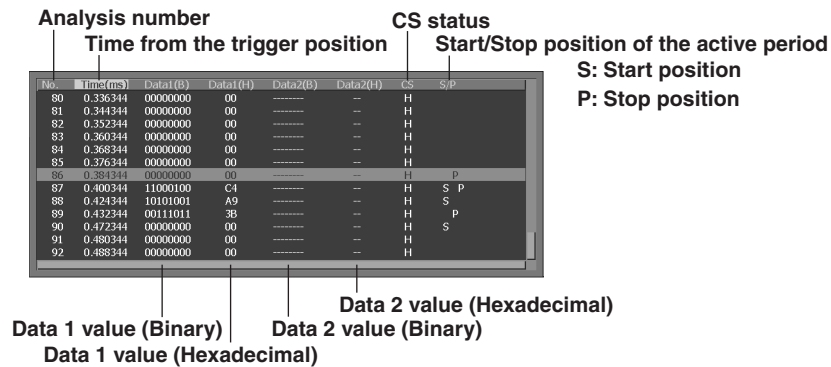 Analysis number
CS status
Time from the trigger position
Start/Stop position of the active period
S: Start position
P: Stop position
No. Time(ms) Data1(B) Data1(H) Data2(B) Data2(H) CS S/P
80 0.336344 00000000 00 -------- -- H
81 0.344344 00000000 00 -------- -- H
82 0.352344 00000000 00 -------- -- H
83 0.360344 00000000 00 -------- -- H
84 0.368344 00000000 00 -------- -- H
85 0.376344 00000000 00 -------- -- H
86 0.384344 00000000 00 -------- -- H P
87 0.400344 11000100 C4 -------- -- H S P
88 0.424344 10101001 A9 -------- -- H S
89 0.432344 00111011 3B -------- -- H P
90 0.472344 00000000 00 -------- -- H S
91 0.480344 00000000 00 -------- -- H
92 0.488344 00000000 00 -------- -- H
Data 2 value (Hexadecimal)
Data 1 value (Binary)
Data 2 value (Binary)
Data 1 value (Hexadecimal)